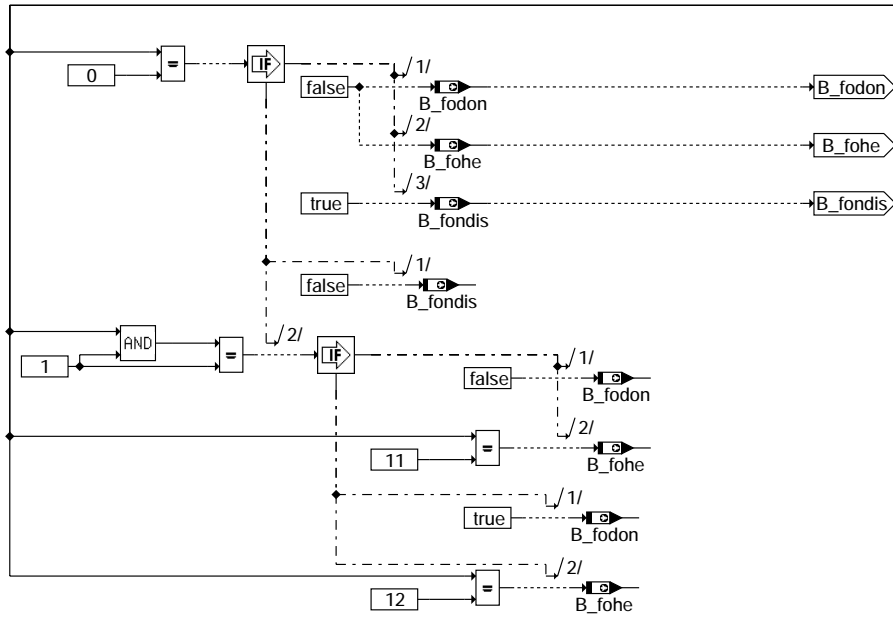 /1/
0
=
IF
false
B_fodon
B_fodon
/2/
B_fohe
B_fohe
/3/
true
B_fondis
B_fondis
/1/
false
B_fondis
AND
/2/
1
=
IF
/1/
false
B_fodon
/2/
11
=
B_fohe
/1/
true
B_fodon
/2/
12
=
B_fohe